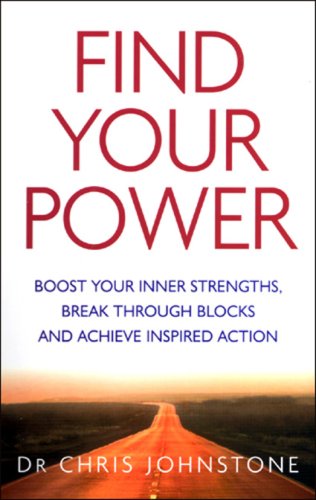 FIND
YOUR
POWER
BOOST YOUR INNER STRENGTHS,
BREAK THROUGH BLOCKS
AND ACHIEVE INSPIRED ACTION
DR CHRIS JOHNSTONE